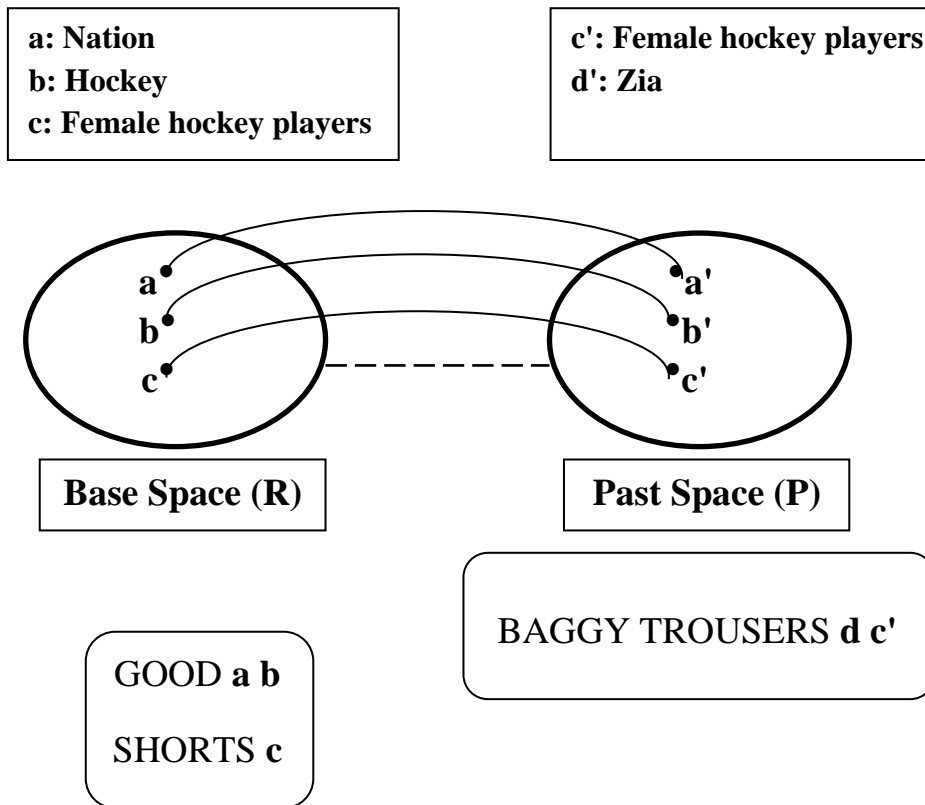 a: Nation
b: Hockey
c: Female hockey players
c': Female hockey players
d': Zia
a
b
c
a'
b'
c'
Base Space (R)
Past Space (P)
BAGGY TROUSERS d c'
GOOD a b
SHORTS c